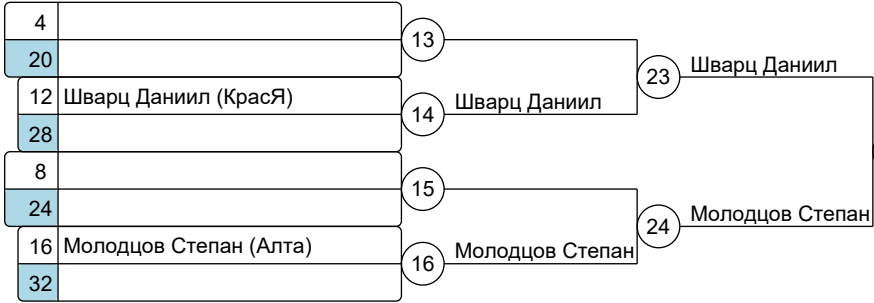 4
13
20
23 Шварц Даниил
12 Шварц Даниил (КрасЯ)
14 Шварц Даниил
28
8
15
24
24 Молодцов Степан
16 Молодцов Степан (Алта)
16 Молодцов Степан
32